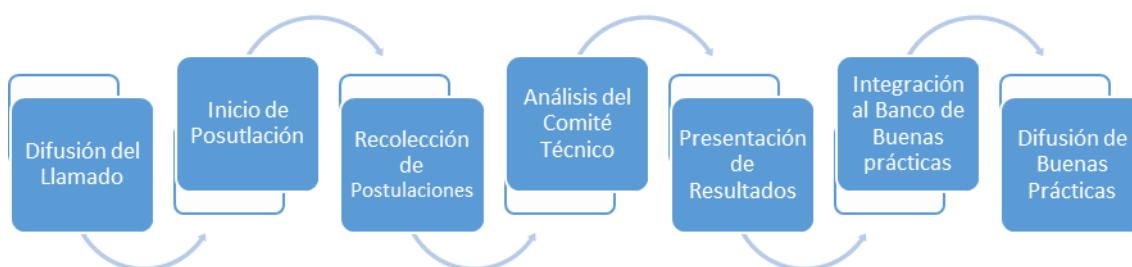 Difusión del
Llamado
Inicio de
Posutlación
Recolección
de
Postulaciones
Análisis del
Comité
Técnico
Presentación
de
Resultados
Integración
al Banco de
Buenas
prácticas
Difusión de
Buenas
Prácticas